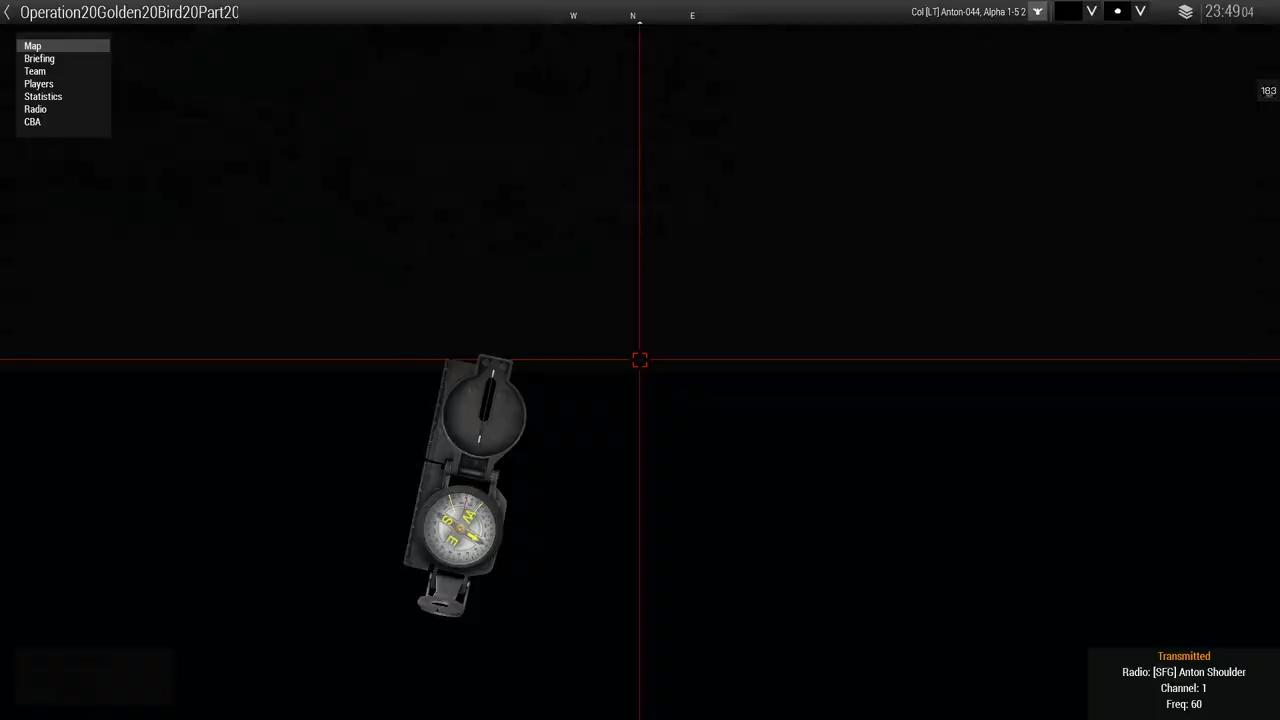 Operation20Golden20Bird20Part20
W N E
Col [LT] Anton-044, Alpha 1-5 2
23:49 04
Map
Briefing
Team
Players
Statistics
Radio
CBA
183
W
S
E
Transmitted
Radio: [SFG] Anton Shoulder
Channel: 1
Freq: 60